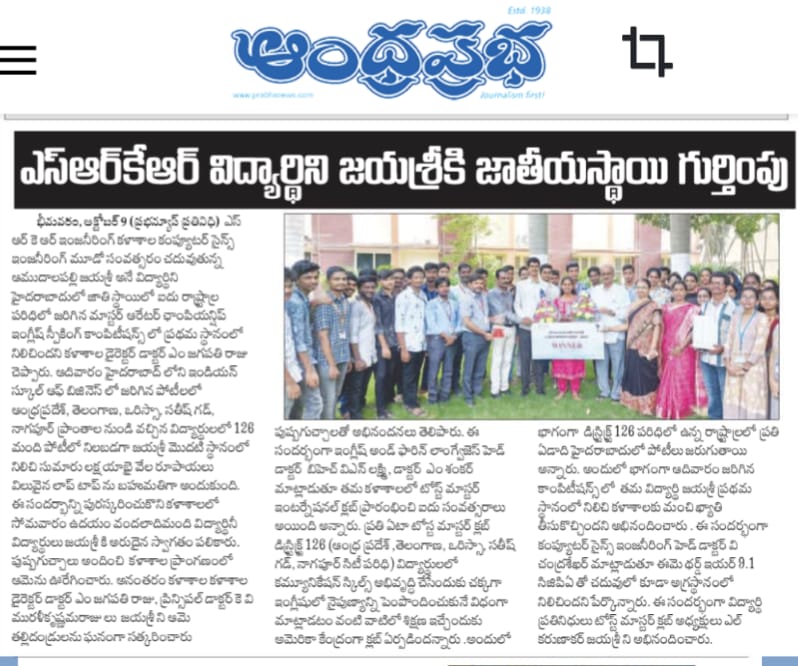 Estd. 1938
ఆంధ్రప్రభ
www.prabhanews.com
Journalism first!
ఎస్ఆర్‌కేఆర్ విద్యార్థిని జయశ్రీకి జాతీయస్థాయి గుర్తింపు
భీమవరం, అక్టోబర్ 9 (ప్రభన్యూస్ ప్రతినిధి) ఎస్
ఆర్ కె ఆర్ ఇంజనీరింగ్ కళాశాల కంప్యూటర్ సైన్స్
ఇంజనీరింగ్ మూడో సంవత్సరం చదువుతున్న
ఆముదాలపల్లి జయశ్రీ అనే విద్యార్థిని
హైదరాబాదులో జాతి స్థాయిలో ఐదు రాష్ట్రాల
పరిధిలో జరిగిన మాస్టర్ ఆరేటర్ ఛాంపియన్షిప్
ఇంగ్లీష్ స్పీకింగ్ కాంపిటీషన్స్ లో ప్రథమ స్థానంలో
నిలిచిందని కళాశాల డైరెక్టర్ డాక్టర్ ఎం జగపతి రాజు
చెప్పారు. ఆదివారం హైదరాబాద్ లోని ఇండియన్
స్కూల్ ఆఫ్ బిజినెస్ లో జరిగిన పోటీలలో
ఆంధ్రప్రదేశ్, తెలంగాణ, ఒరిస్సా, సతీష్ గడ్,
నాగపూర్ ప్రాంతాల నుండి వచ్చిన విద్యార్థులలో 126
మంది పోటీలో నిలబడగా జయశ్రీ మొదటి స్థానంలో
నిలిచి సుమారు లక్ష యాభై వేల రూపాయలు
విలువైన లాప్ టాప్ ను బహుమతిగా అందుకుంది.
ఈ సందర్భాన్ని పురస్కరించుకొని కళాశాలలో
సోమవారం ఉదయం వందలాదిమంది విద్యార్థినీ
విద్యార్థులు జయశ్రీ కి అరుదైన స్వాగతం పలికారు.
పుష్పగుచ్చాలు అందించి కళాశాల ప్రాంగణంలో
ఆమెను ఊరేగించారు. అనంతరం కళాశాల కళాశాల
డైరెక్టర్ డాక్టర్ ఎం జగపతి రాజు, ప్రిన్సిపల్ డాక్టర్ కె వి
మురళీకృష్ణమరాజు లు జయశ్రీ ని ఆమె
తల్లిదండ్రులను ఘనంగా సత్కరించారు
WINNER
పుష్పగుచ్చాలతో అభినందనలు తెలిపారు. ఈ
సందర్భంగా ఇంగ్లీష్ అండ్ ఫారిన్ లాంగ్వేజెస్ హెడ్
డాక్టర్ బిహెచ్ విఎన్ లక్ష్మి, డాక్టర్ ఎం శంకర్
మాట్లాడుతూ తమ కళాశాలలో టోస్ట్ మాస్టర్
ఇంటర్నేషనల్ క్లబ్ ప్రారంభించి ఐదు సంవత్సరాలు
అయింది అన్నారు. ప్రతి ఏటా టోస్ట్ మాస్టర్ క్లబ్
డిస్ట్రిక్ట్ 126 (ఆంధ్ర ప్రదేశ్ ,తెలంగాణ, ఒరిస్సా, సతీష్
గడ్, నాగపూర్ సిటీ పరిధి) విద్యార్థులలో
కమ్యూనికేషన్ స్కిల్స్ అభివృద్ధి చేసేందుకు చక్కగా
ఇంగ్లీషులో నైపుణ్యాన్ని పెంపొందించుకునే విధంగా
మాట్లాడటం వంటి వాటిలో శిక్షణ ఇచ్చేందుకు
అమెరికా కేంద్రంగా క్లబ్ ఏర్పడిందన్నారు .అందులో
భాగంగా డిస్ట్రిక్ట్ 126 పరిధిలో ఉన్న రాష్ట్రాలలో ప్రతి
ఏడాది హైదరాబాదులో పోటీలు జరుగుతాయి
అన్నారు. అందులో భాగంగా ఆదివారం జరిగిన
కాంపిటీషన్స్ లో తమ విద్యార్థి జయశ్రీ ప్రథమ
స్థానంలో నిలిచి కళాశాలకు మంచి ఖ్యాతి
తీసుకొచ్చిందని అభినందించారు . ఈ సందర్భంగా
కంప్యూటర్ సైన్స్ ఇంజనీరింగ్ హెడ్ డాక్టర్ వి
చంద్రశేఖర్ మాట్లాడుతూ ఈమె థర్డ్ ఇయర్ 9.1
సిజిపిఏ తో చదువులో కూడా అగ్రస్థానంలో
నిలిచిందని పేర్కొన్నారు. ఈ సందర్భంగా విద్యార్థి
ప్రతినిధులు టోస్ట్ మాస్టర్ క్లబ్ అధ్యక్షులు ఎల్
కరుణాకర్ జయశ్రీ ని అభినందించారు.